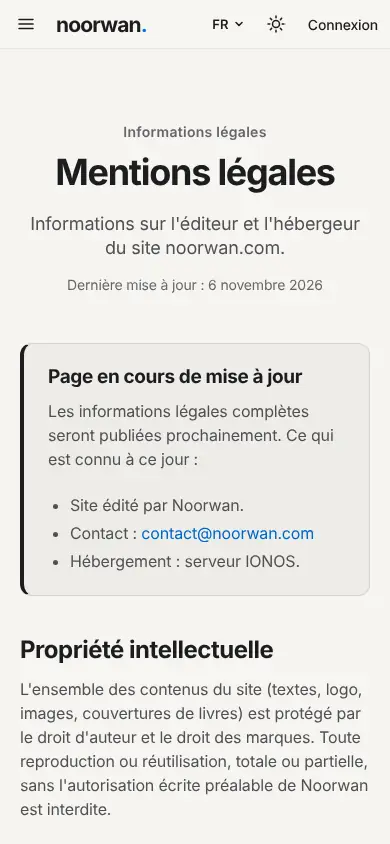 noorwan.
FR
Connexion
Informations légales
Mentions légales
Informations sur l'éditeur et l'hébergeur
du site noorwan.com.
Dernière mise à jour : 6 novembre 2026
Page en cours de mise à jour
Les informations légales complètes
seront publiées prochainement. Ce qui
est connu à ce jour :
• Site édité par Noorwan.
• Contact : contact@noorwan.com
• Hébergement : serveur IONOS.
Propriété intellectuelle
L'ensemble des contenus du site (textes, logo,
images, couvertures de livres) est protégé par
le droit d'auteur et le droit des marques. Toute
reproduction ou réutilisation, totale ou partielle,
sans l'autorisation écrite préalable de Noorwan
est interdite.